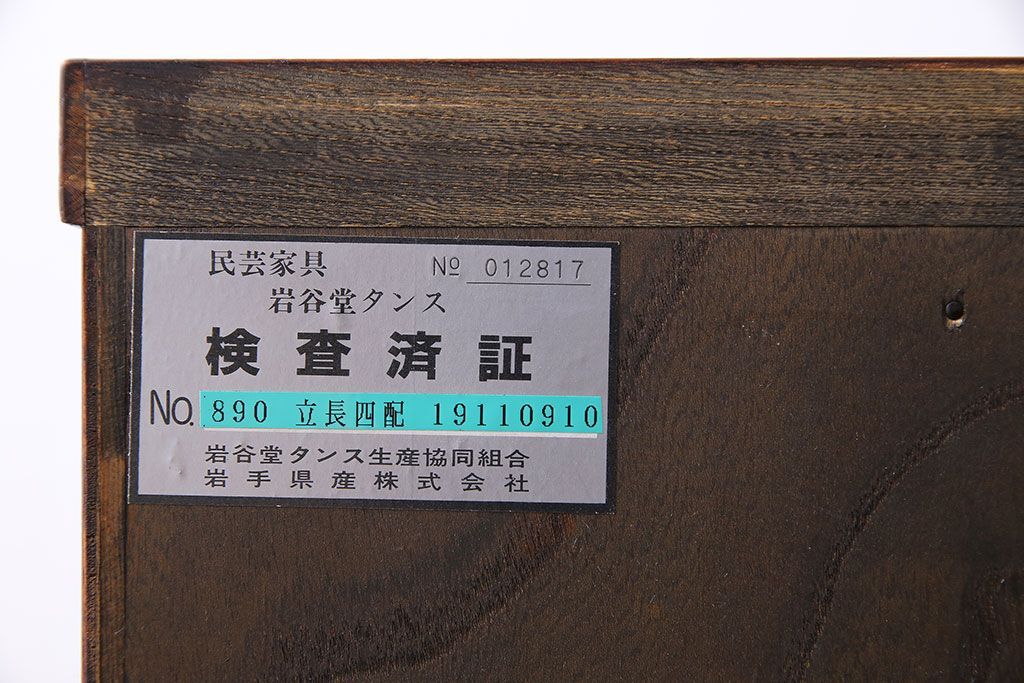 民芸家具 № 012817
岩谷堂タンス
検査済証
No. 890 立長四配 19110910
岩谷堂タンス生産協同組合
岩手県産株式会社